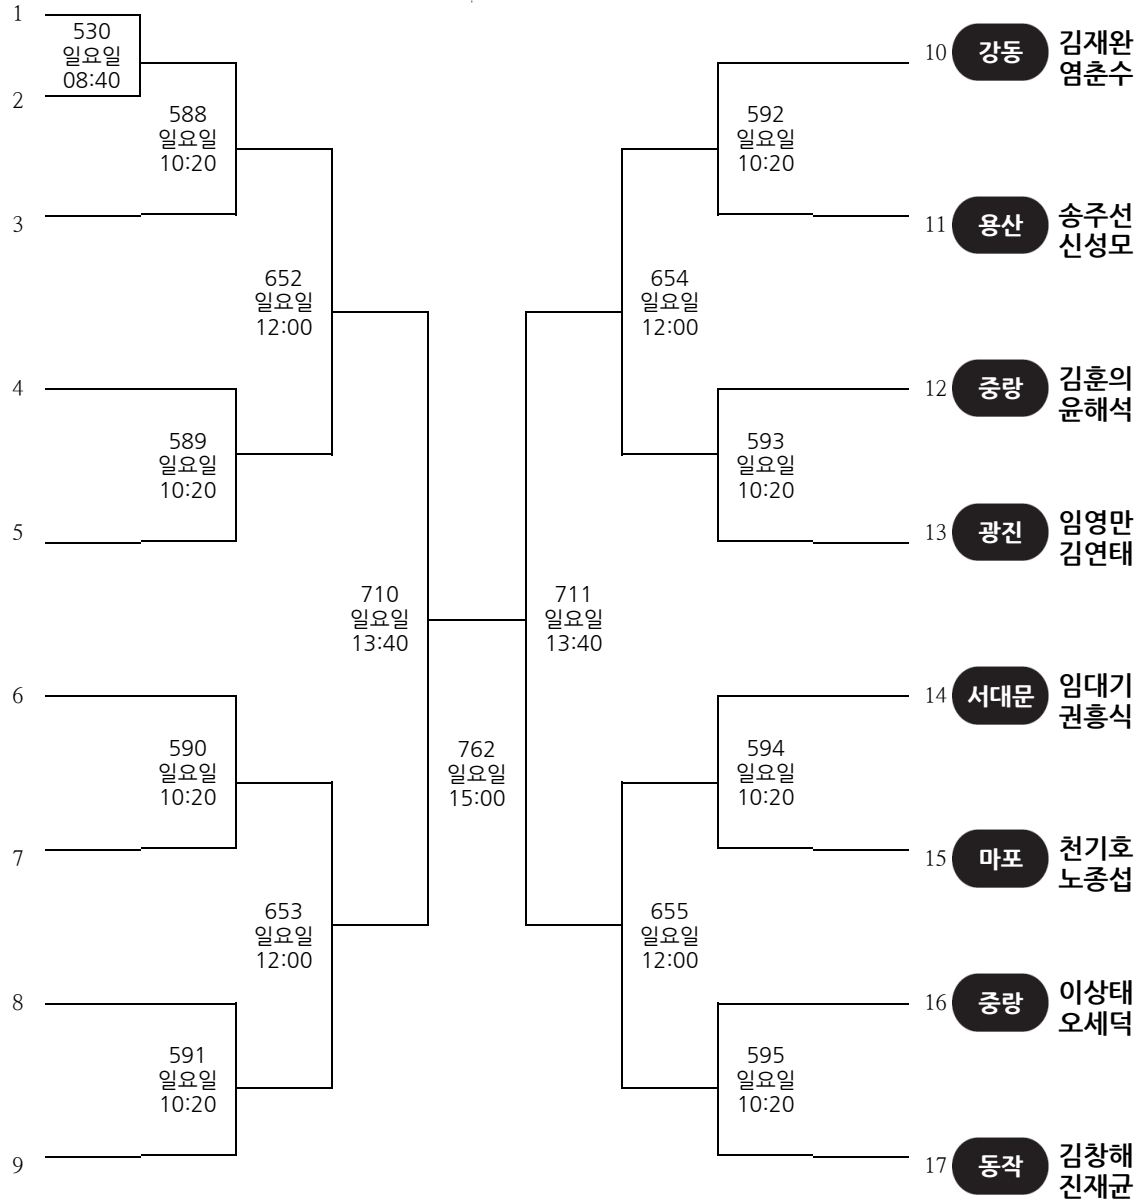 1
530
일요일
08:40
2
588
일요일
10:20
3
652
일요일
12:00
4
589
일요일
10:20
5
710
일요일
13:40
6
590
일요일
10:20
7
653
일요일
12:00
8
591
일요일
10:20
9
762
일요일
15:00
711
일요일
13:40
10 강동 김재완
염춘수
592
일요일
10:20
11 용산 송주선
신성모
654
일요일
12:00
12 중랑 김훈의
윤해석
593
일요일
10:20
13 광진 임영만
김연태
14 서대문 임대기
권흥식
594
일요일
10:20
15 마포 천기호
노종섭
655
일요일
12:00
16 중랑 이상태
오세덕
595
일요일
10:20
17 동작 김창해
진재균